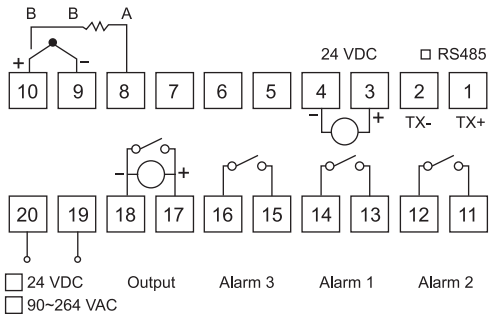 B B A
24 VDC RS485
+ −
10 9 8 7 6 5 4 3 2 1
− + TX- TX+
− +
20 19 18 17 16 15 14 13 12 11
24 VDC Output Alarm 3 Alarm 1 Alarm 2
90~264 VAC